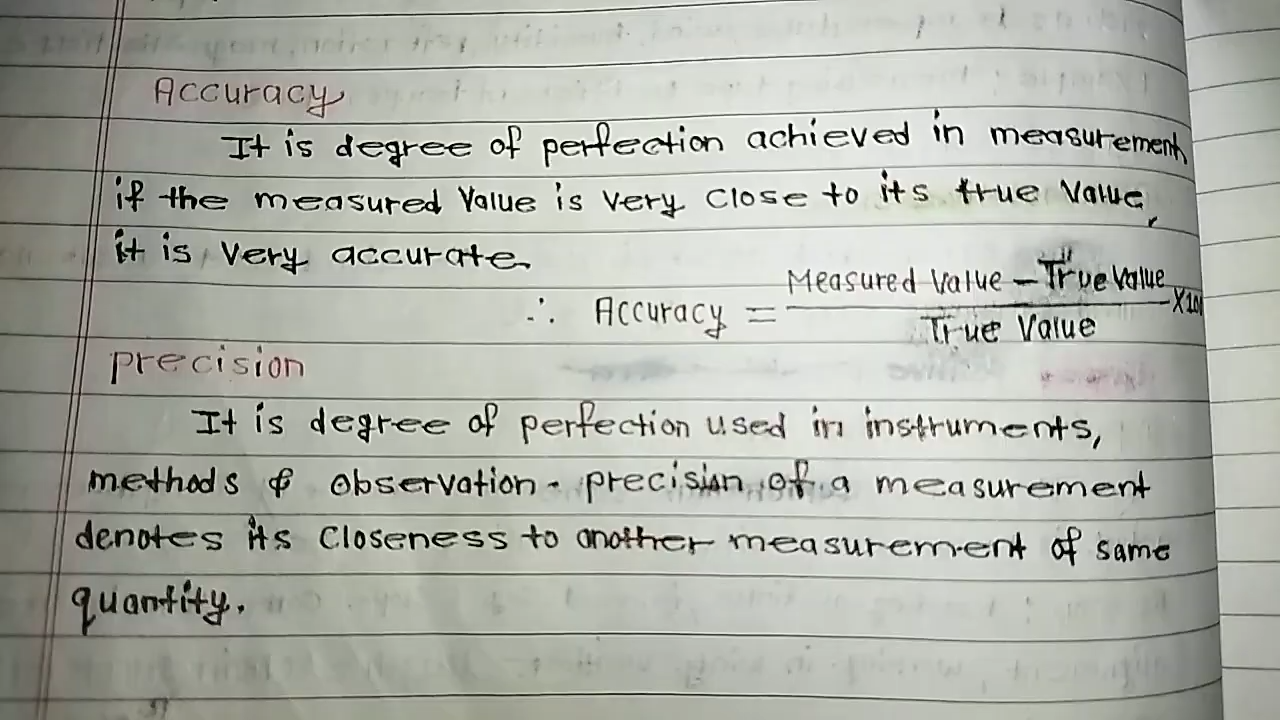 Accuracy
It is degree of perfection achieved in measurement
if the measured value is very close to its true value,
it is very accurate.
∴ Accuracy = Measured value - True value / True value X 100
precision
It is degree of perfection used in instruments,
methods & observation. precision of a measurement
denotes its closeness to another measurement of same
quantity.